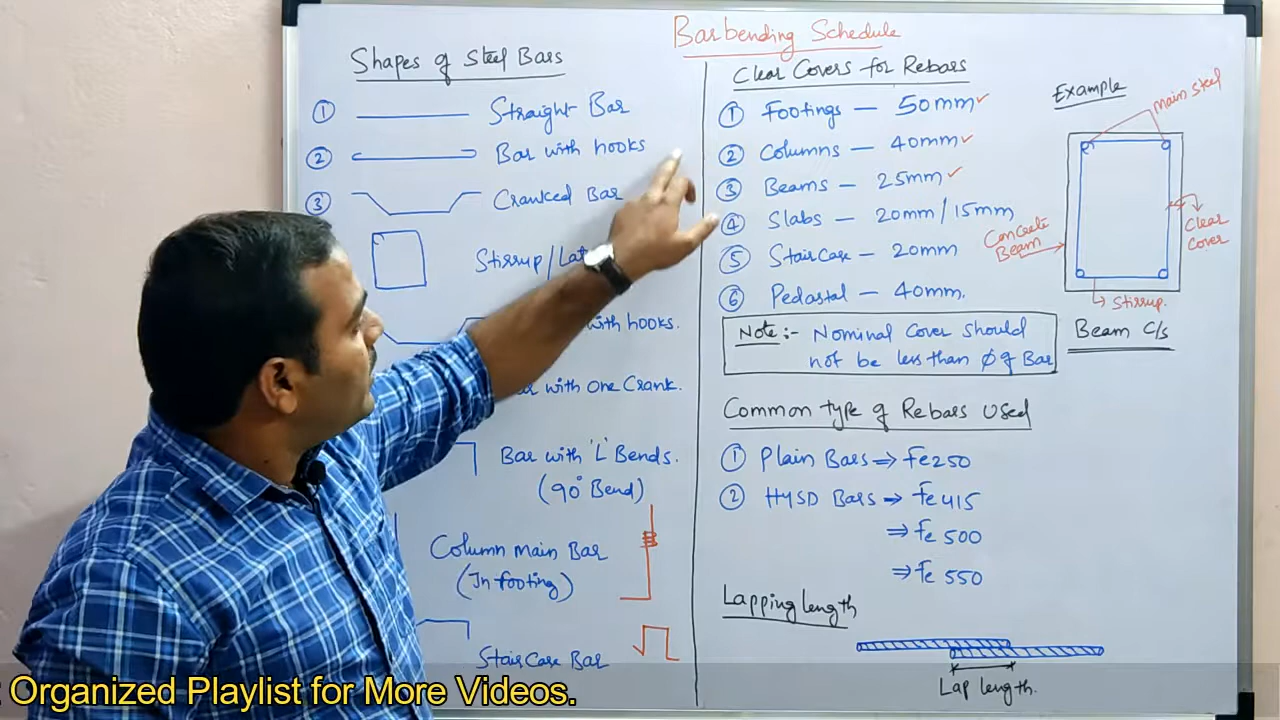 Bar bending Schedule
Shapes of Steel Bars
① Straight Bar
② Bar with hooks
③ Cranked Bar
Stirrup/
with hooks.
with one Crank.
Bar with 'L' Bends.
(90° Bend)
Column main Bar
(In footing)
StairCase Bar
Clear Covers for Rebars
① Footings — 50mm ✓
② Columns — 40mm ✓
③ Beams — 25mm ✓
④ Slabs — 20mm / 15mm
⑤ StairCase — 20mm
⑥ Pedastal — 40mm.
Note:- Nominal Cover Should
not be less than ϕ of Bar
Example
main steel
Concrete
Beam
Clear
Cover
Stirrup.
Beam C/s
Common type of Rebars Used
① Plain Bars ⇒ Fe250
② HYSD Bars → Fe 415
⇒ Fe 500
⇒ Fe 550
Lapping length
Lap length.
Organized Playlist for More Videos.